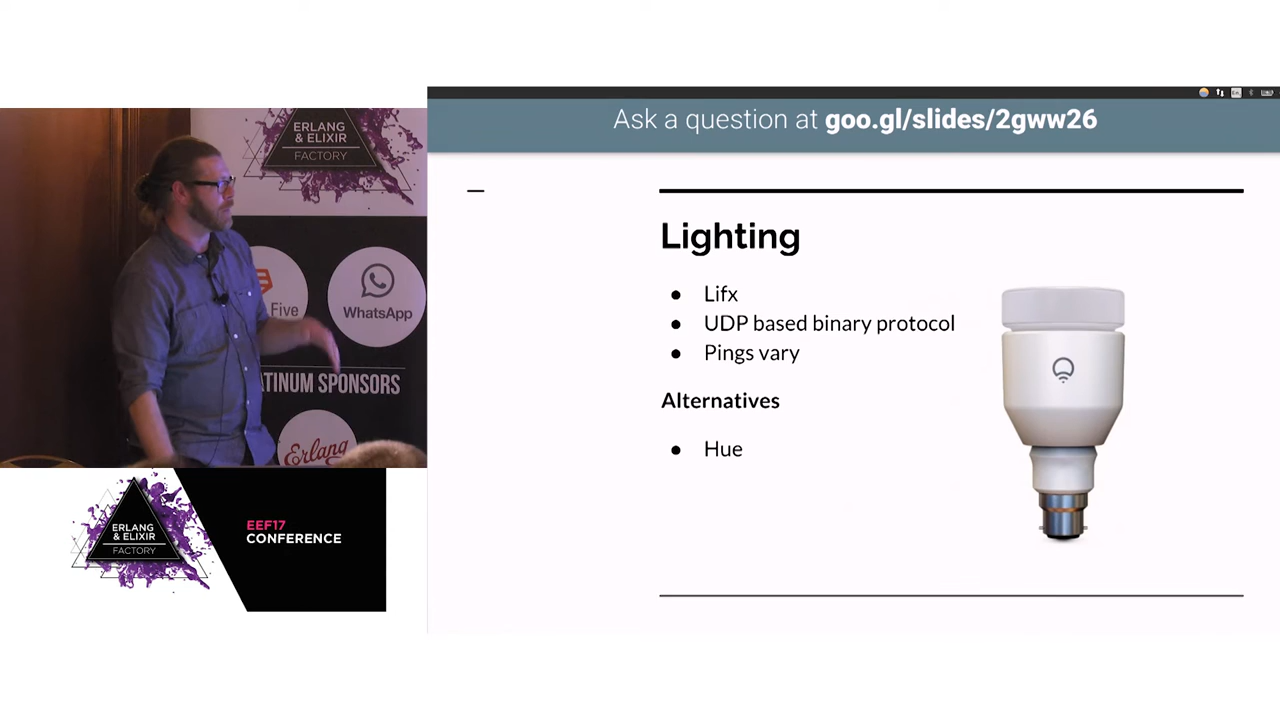 Ask a question at goo.gl/slides/2gww26
ERLANG
& ELIXIR
FACTORY
Five
WhatsApp
ATINUM SPONSORS
Erlang
Lighting
● Lifx
● UDP based binary protocol
● Pings vary
Alternatives
● Hue
ERLANG
& ELIXIR
FACTORY
EEF17
CONFERENCE